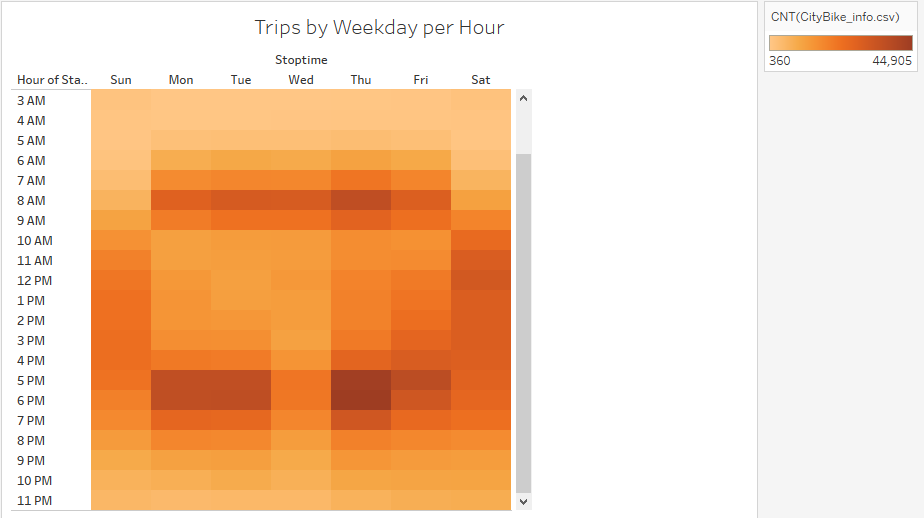 Trips by Weekday per Hour
Stoptime
Hour of Sta.. Sun Mon Tue Wed Thu Fri Sat
3 AM
4 AM
5 AM
6 AM
7 AM
8 AM
9 AM
10 AM
11 AM
12 PM
1 PM
2 PM
3 PM
4 PM
5 PM
6 PM
7 PM
8 PM
9 PM
10 PM
11 PM
CNT(CityBike_info.csv)
360 44,905